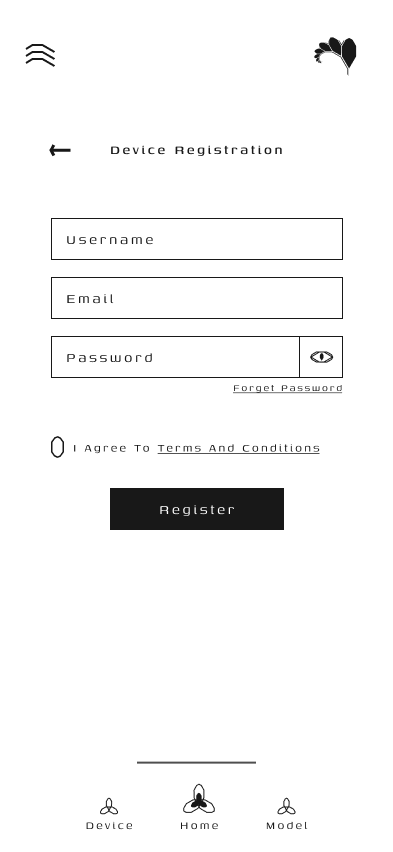 Device Registration
Username
Email
Password
Forget Password
I Agree To Terms And Conditions
Register
Device Home Model